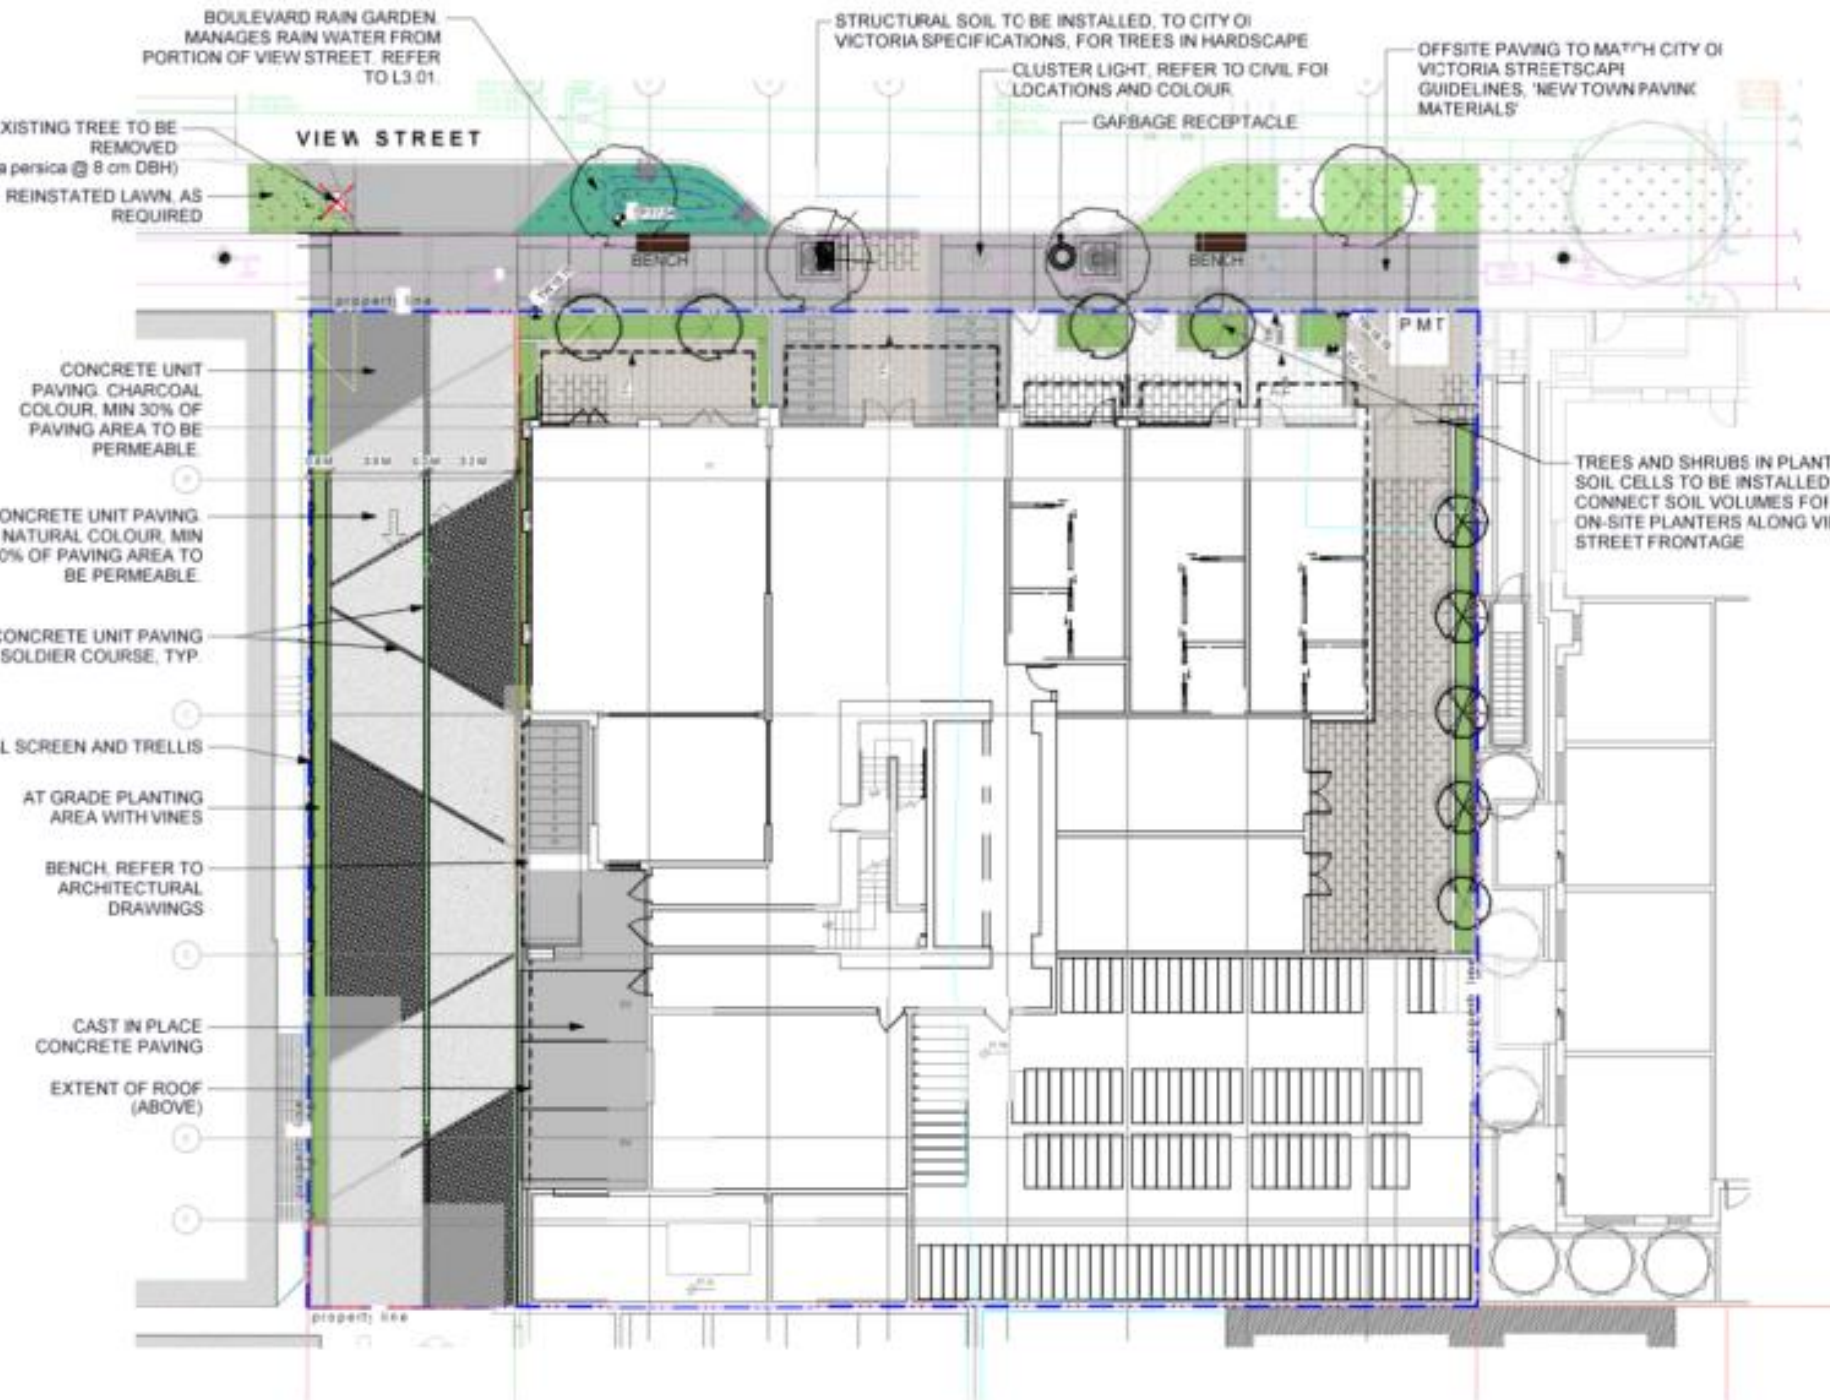 BOULEVARD RAIN GARDEN.
MANAGES RAIN WATER FROM
PORTION OF VIEW STREET. REFER
TO L3.01.
STRUCTURAL SOIL TO BE INSTALLED, TO CITY OF
VICTORIA SPECIFICATIONS, FOR TREES IN HARDSCAPE
CLUSTER LIGHT, REFER TO CIVIL FOR
LOCATIONS AND COLOUR
GARBAGE RECEPTACLE
OFFSITE PAVING TO MATCH CITY OF
VICTORIA STREETSCAPE
GUIDELINES, 'NEW TOWN PAVING
MATERIALS'
VIEW STREET
XISTING TREE TO BE
REMOVED
a persica @ 8 cm DBH)
REINSTATED LAWN, AS
REQUIRED
BENCH
BENCH
property line
PMT
CONCRETE UNIT
PAVING. CHARCOAL
COLOUR, MIN 30% OF
PAVING AREA TO BE
PERMEABLE.
ONCRETE UNIT PAVING.
NATURAL COLOUR, MIN
0% OF PAVING AREA TO
BE PERMEABLE.
CONCRETE UNIT PAVING
SOLDIER COURSE, TYP.
L SCREEN AND TRELLIS
AT GRADE PLANTING
AREA WITH VINES
BENCH, REFER TO
ARCHITECTURAL
DRAWINGS
CAST IN PLACE
CONCRETE PAVING
EXTENT OF ROOF
(ABOVE)
TREES AND SHRUBS IN PLANT
SOIL CELLS TO BE INSTALLED
CONNECT SOIL VOLUMES FOR
ON-SITE PLANTERS ALONG VI
STREET FRONTAGE
property line
property line
property line